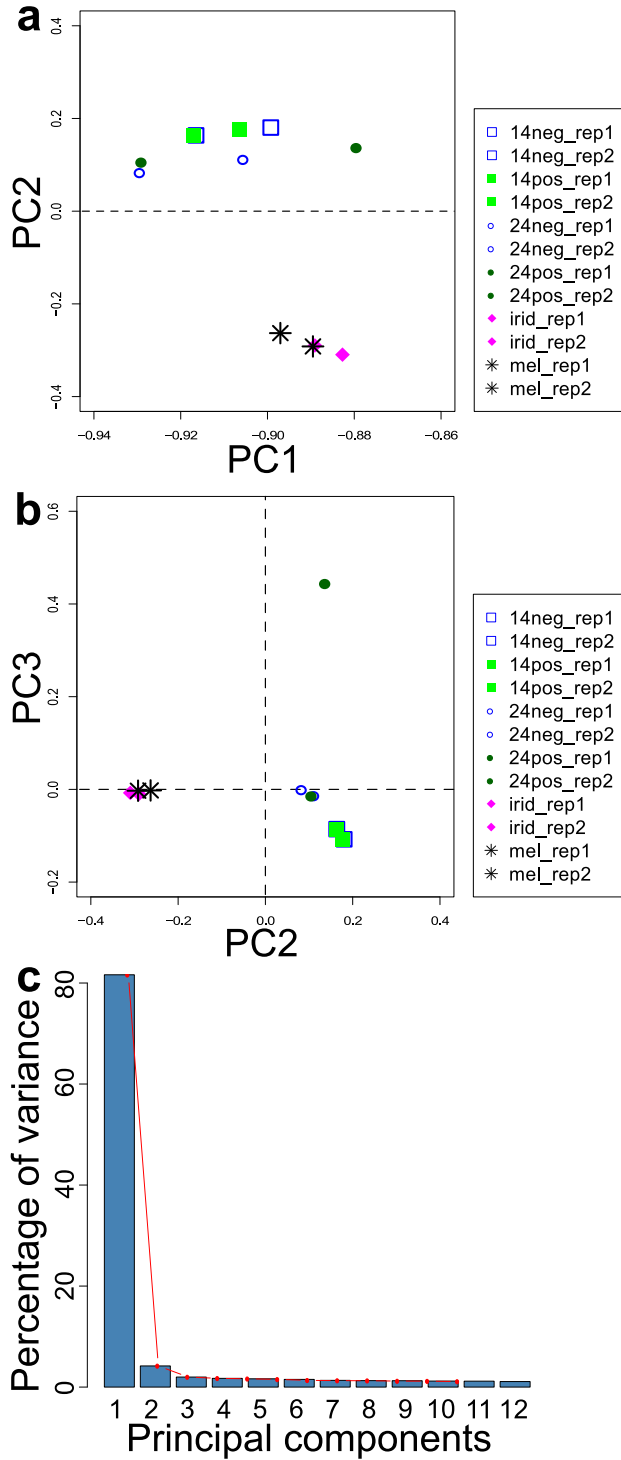 a
PC2
0.4
0.2
0.0
−0.2
−0.4
−0.94
−0.92
−0.90
−0.88
−0.86
PC1
14neg_rep1
14neg_rep2
14pos_rep1
14pos_rep2
24neg_rep1
24neg_rep2
24pos_rep1
24pos_rep2
irid_rep1
irid_rep2
mel_rep1
mel_rep2
b
PC3
0.6
0.4
0.2
0.0
−0.2
−0.4
−0.2
0.0
0.2
0.4
PC2
14neg_rep1
14neg_rep2
14pos_rep1
14pos_rep2
24neg_rep1
24neg_rep2
24pos_rep1
24pos_rep2
irid_rep1
irid_rep2
mel_rep1
mel_rep2
c
Percentage of variance
80
60
40
20
0
1 2 3 4 5 6 7 8 9 10 11 12
Principal components